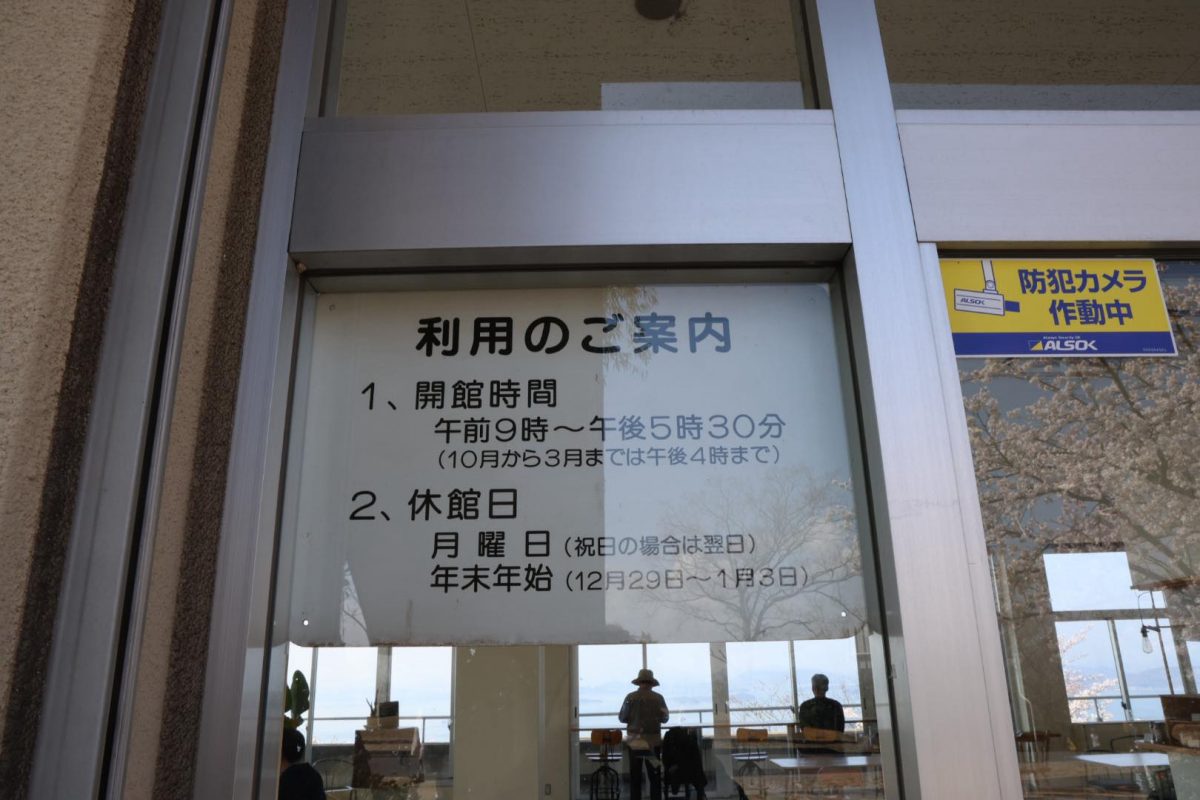 利用のご案内
1、開館時間
午前9時～午後5時30分
(10月から3月までは午後4時まで)
2、休館日
月曜日(祝日の場合は翌日)
年末年始(12月29日～1月3日)
防犯カメラ
作動中
ALSOK
ALSOK